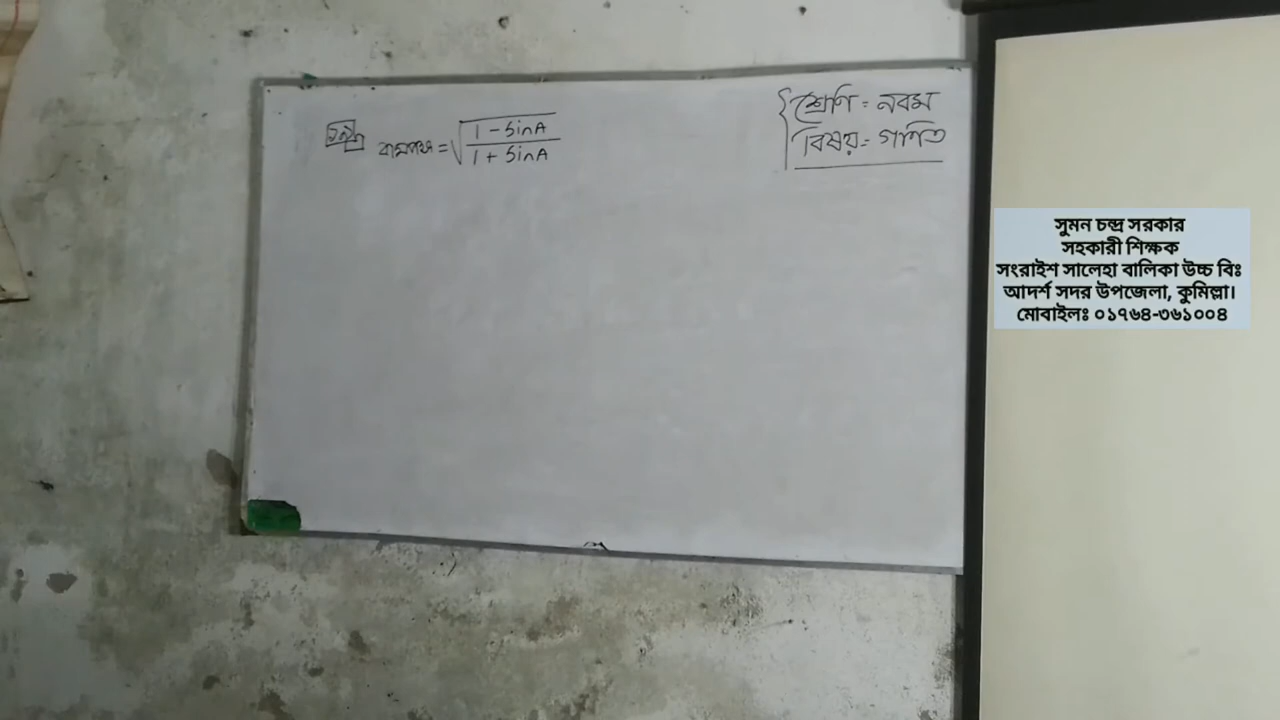 বামপক্ষ = √(1 - SinA / 1 + SinA)
শ্রেণি: নবম
বিষয়: গণিত
সুমন চন্দ্র সরকার
সহকারী শিক্ষক
সংরাইশ সালেহা বালিকা উচ্চ বিঃ
আদর্শ সদর উপজেলা, কুমিল্লা।
মোবাইলঃ ০১৭৬৪-৩৬১০০৪